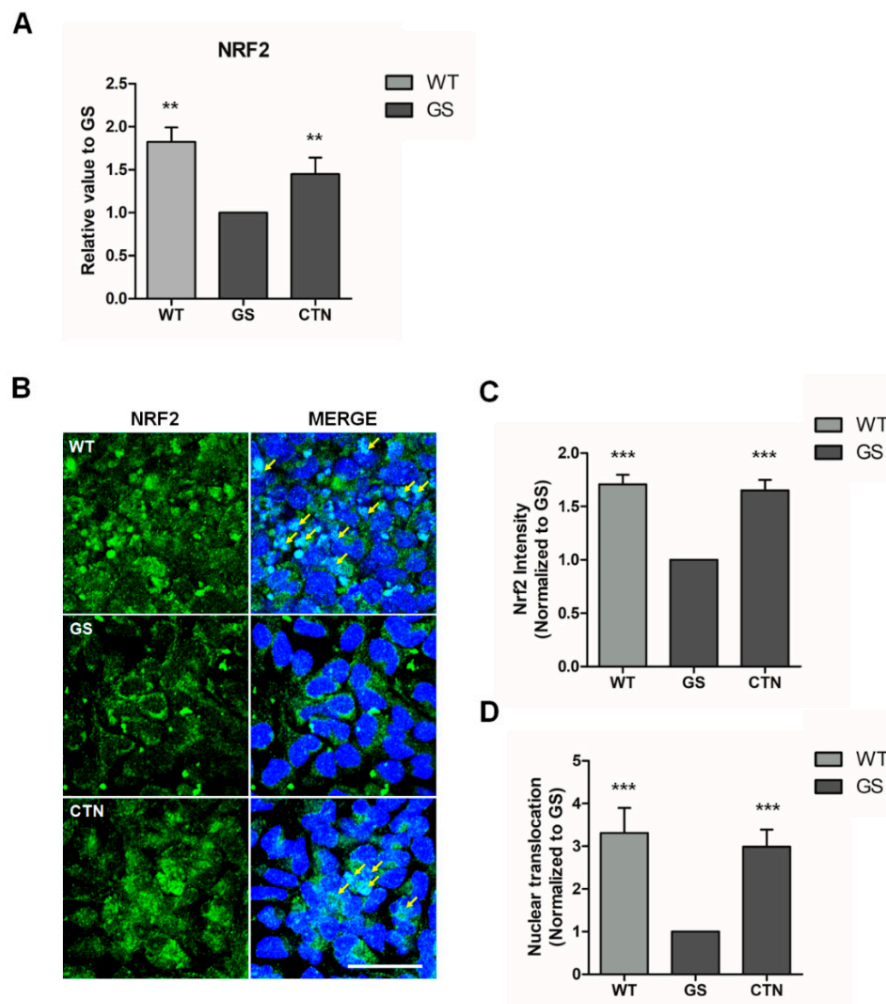 A
NRF2
WT
GS
2.5
2.0
1.5
1.0
0.5
0.0
Relative value to GS
**
**
WT GS CTN
B
NRF2 MERGE
WT
GS
CTN
C
WT
GS
2.0
1.5
1.0
0.5
0.0
Nrf2 Intensity
(Normalized to GS)
***
***
WT GS CTN
D
WT
GS
5
4
3
2
1
0
Nuclear translocation
(Normalized to GS)
***
***
WT GS CTN